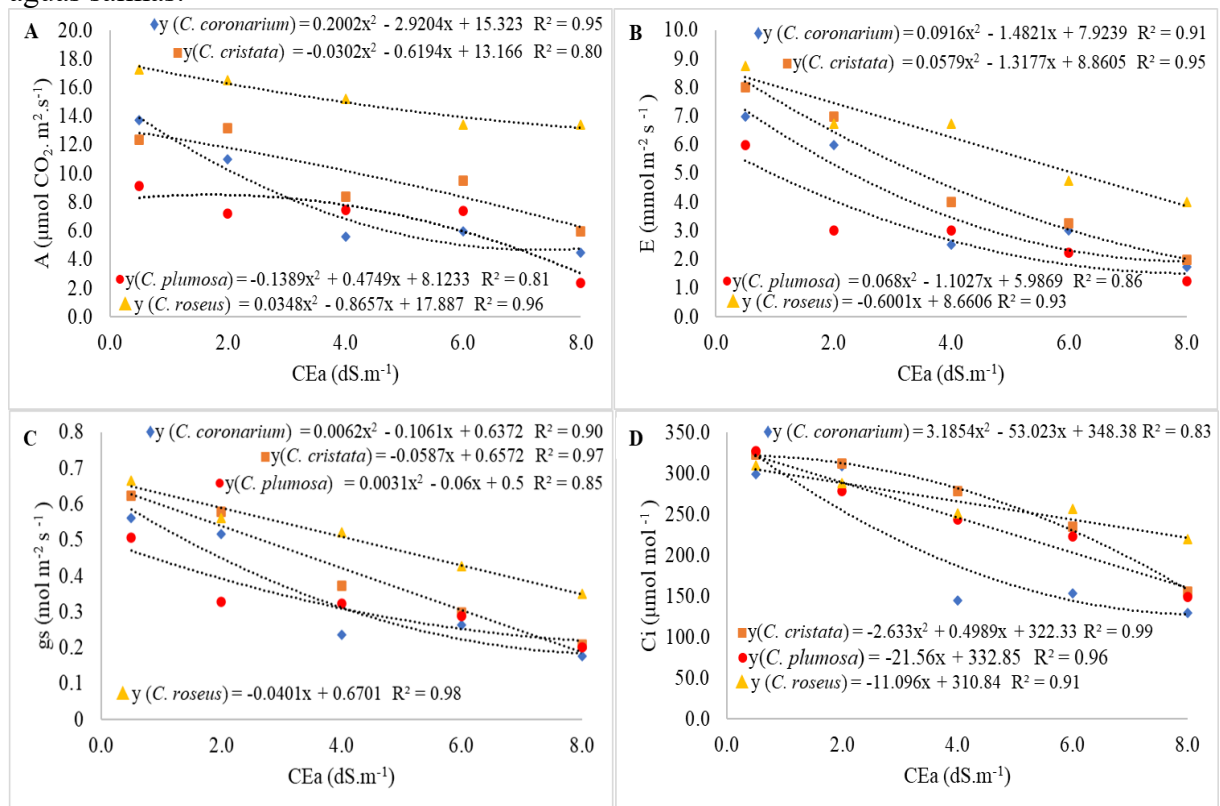 águas salinas.
A
y (C. coronarium) = 0.2002x² - 2.9204x + 15.323 R² = 0.95
y(C. cristata) = -0.0302x² - 0.6194x + 13.166 R² = 0.80
20.0
18.0
16.0
14.0
12.0
10.0
8.0
6.0
4.0
2.0
0.0
A (µmol CO₂. m⁻².s⁻¹)
y(C. plumosa) = -0.1389x² + 0.4749x + 8.1233 R² = 0.81
y (C. roseus) = 0.0348x² - 0.8657x + 17.887 R² = 0.96
0.0 2.0 4.0 6.0 8.0
CEa (dS.m⁻¹)
B
y (C. coronarium) = 0.0916x² - 1.4821x + 7.9239 R² = 0.91
y(C. cristata) = 0.0579x² - 1.3177x + 8.8605 R² = 0.95
10.0
9.0
8.0
7.0
6.0
5.0
4.0
3.0
2.0
1.0
0.0
E (mmol m⁻² s ⁻¹ )
y(C. plumosa) = 0.068x² - 1.1027x + 5.9869 R² = 0.86
y (C. roseus) = -0.6001x + 8.6606 R² = 0.93
0.0 2.0 4.0 6.0 8.0
CEa (dS.m⁻¹)
C
y (C. coronarium) = 0.0062x² - 0.1061x + 0.6372 R² = 0.90
y(C. cristata) = -0.0587x + 0.6572 R² = 0.97
y(C. plumosa) = 0.0031x² - 0.06x + 0.5 R² = 0.85
0.8
0.7
0.6
0.5
0.4
0.3
0.2
0.1
0
gs (mol m⁻² s ⁻¹ )
y (C. roseus) = -0.0401x + 0.6701 R² = 0.98
0.0 2.0 4.0 6.0 8.0
CEa (dS.m⁻¹)
D
y (C. coronarium) = 3.1854x² - 53.023x + 348.38 R² = 0.83
350.0
300.0
250.0
200.0
150.0
100.0
50.0
0.0
Ci (µmol mol ⁻¹)
y(C. cristata) = -2.633x² + 0.4989x + 322.33 R² = 0.99
y(C. plumosa) = -21.56x + 332.85 R² = 0.96
y (C. roseus) = -11.096x + 310.84 R² = 0.91
0.0 2.0 4.0 6.0 8.0
CEa (dS.m⁻¹)